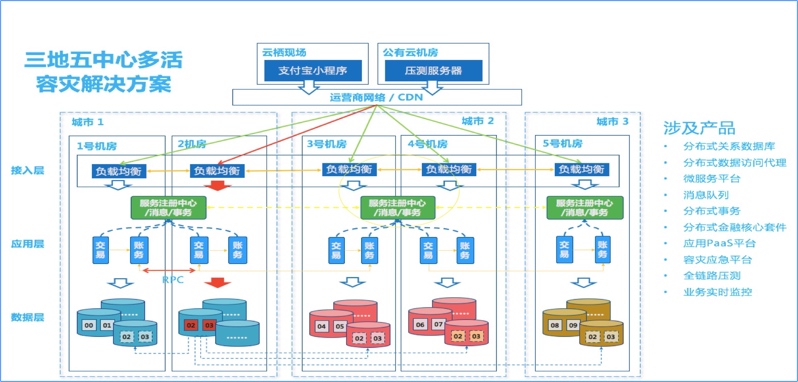 三地五中心多活
容灾解决方案
云栖现场
支付宝小程序
公有云机房
压测服务器
运营商网络 / CDN
城市 1
城市 2
城市 3
1号机房
2机房
3号机房
4号机房
5号机房
接入层
负载均衡
负载均衡
负载均衡
负载均衡
负载均衡
服务注册中心
/消息/事务
服务注册中心
/消息/事务
服务注册中心
/消息/事务
应用层
交易
账务
交易
账务
交易
账务
交易
账务
交易
账务
RPC
数据层
00 01
......
02 03
02 03
......
......
04 05
......
02 03
06 07
......
02 03
08 09
......
02 03
涉及产品
分布式关系数据库
分布式数据访问代理
微服务平台
消息队列
分布式事务
分布式金融核心套件
应用PaaS平台
容灾应急平台
全链路压测
业务实时监控